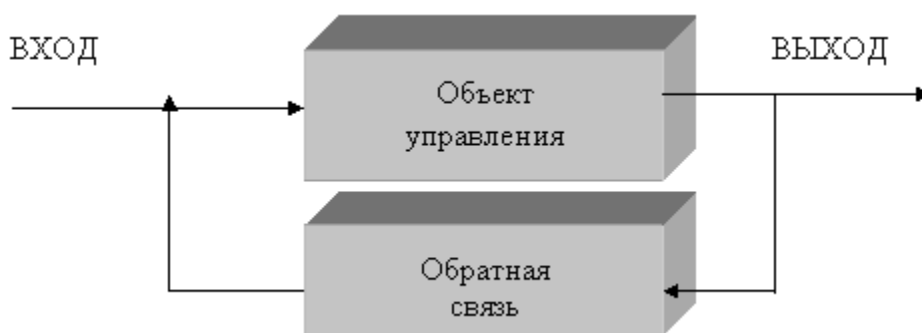 ВХОД
ВЫХОД
Объект
управления
Обратная
связь